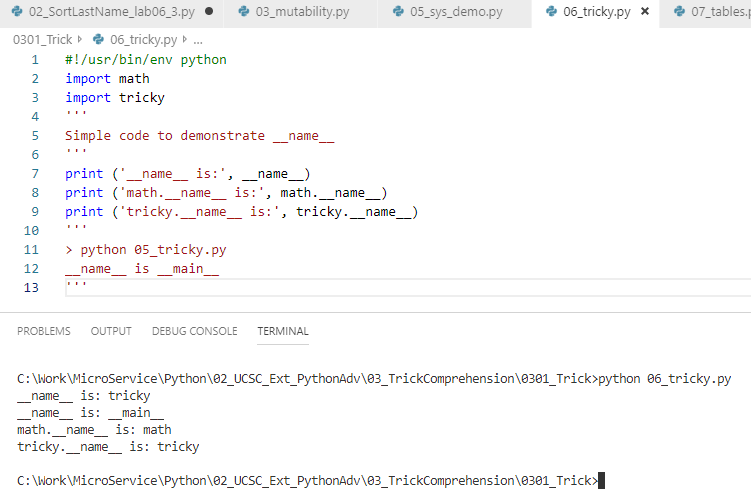 02_SortLastName_lab06_3.py ● 03_mutability.py 05_sys_demo.py 06_tricky.py × 07_tables.p
0301_Trick > 06_tricky.py > ...
1 #!/usr/bin/env python
2 import math
3 import tricky
4 '''
5 Simple code to demonstrate __name__
6 '''
7 print ('__name__ is:', __name__)
8 print ('math.__name__ is:', math.__name__)
9 print ('tricky.__name__ is:', tricky.__name__)
10 '''
11 > python 05_tricky.py
12 __name__ is __main__
13 '''
PROBLEMS OUTPUT DEBUG CONSOLE TERMINAL
C:\Work\MicroService\Python\02_UCSC_Ext_PythonAdv\03_TrickComprehension\0301_Trick>python 06_tricky.py
__name__ is: tricky
__name__ is: __main__
math.__name__ is: math
tricky.__name__ is: tricky
C:\Work\MicroService\Python\02_UCSC_Ext_PythonAdv\03_TrickComprehension\0301_Trick>